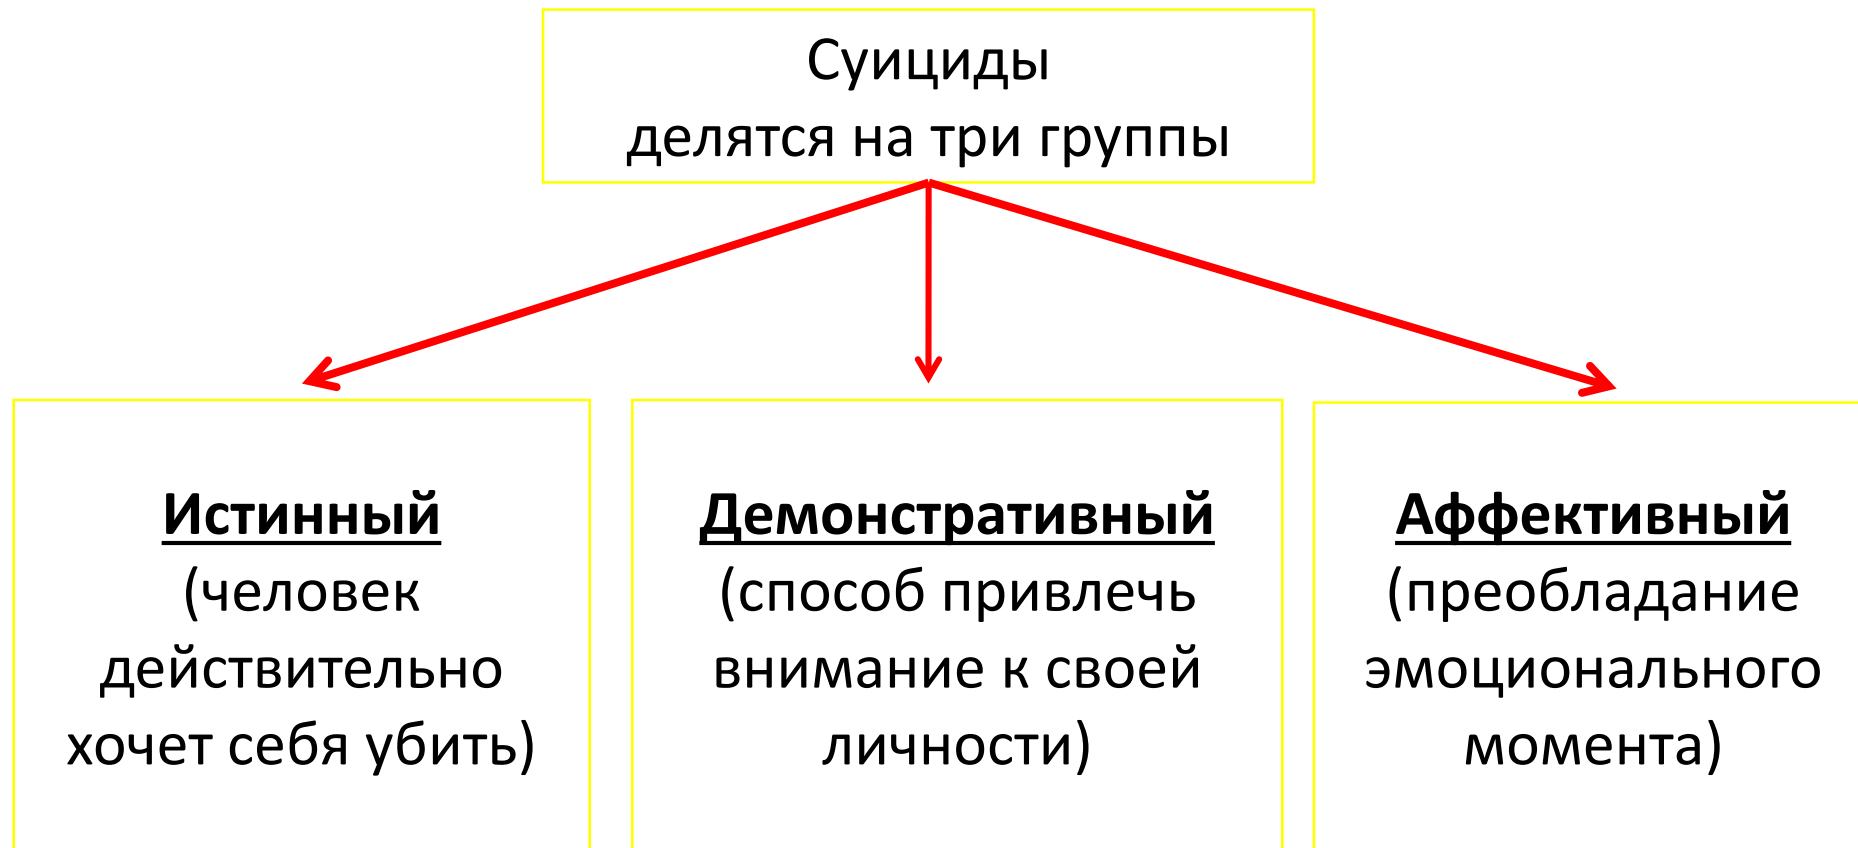 Суициды
делятся на три группы
Истинный
(человек
действительно
хочет себя убить)
Демонстративный
(способ привлечь
внимание к своей
личности)
Аффективный
(преобладание
эмоционального
момента)